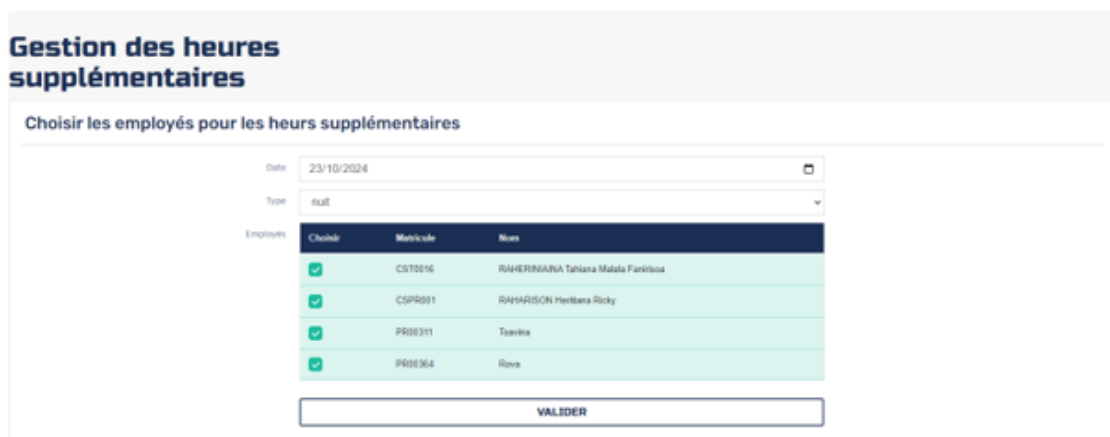 Gestion des heures
supplémentaires
Choisir les employés pour les heurs supplémentaires
Date 23/10/2024
Type nuit
Employés Choisir Matricule Nom
CST0016 RAHERINIAINA Tahiana Malala Fanirisoa
CSPR001 RAHARISON Heritiana Ricky
PR00311 Toavina
PR00364 Rova
VALIDER